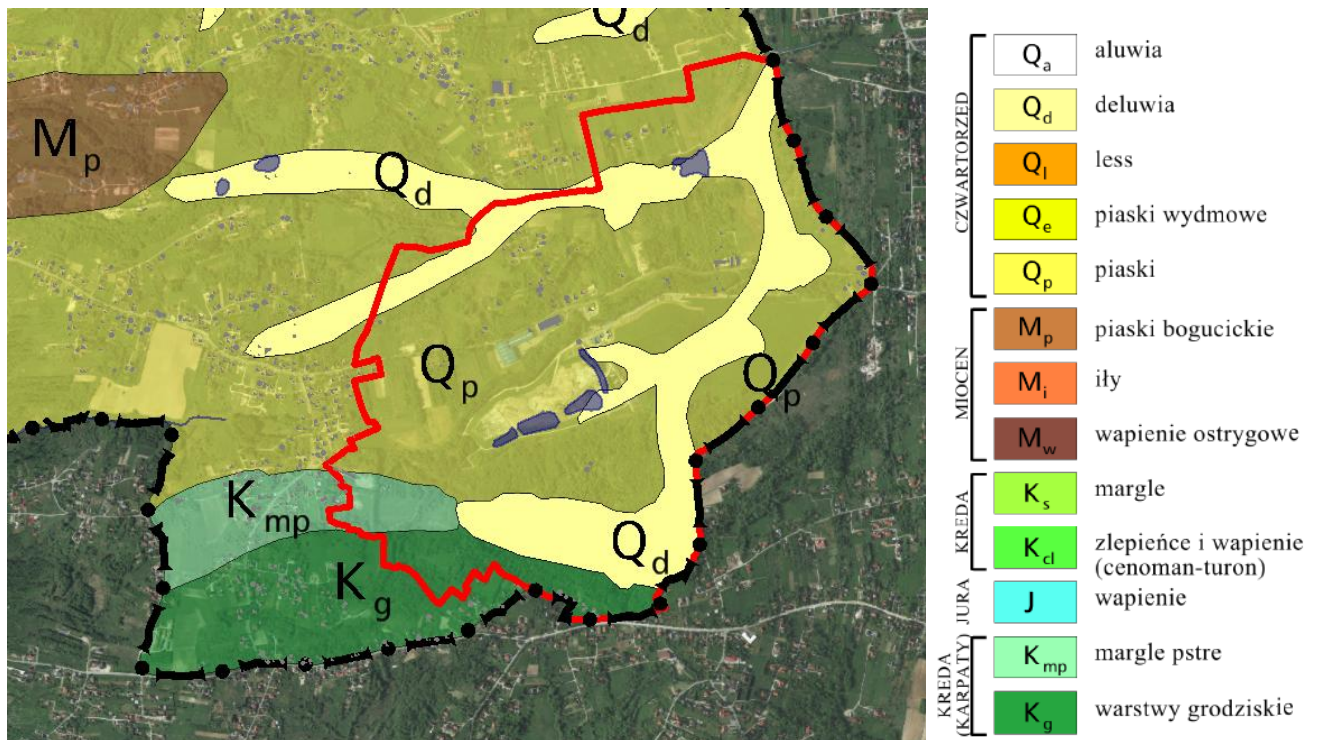 Qd
Mp
Qd
Qp
Qp
Kmp
Qd
Kg
CZWARTORZĘD
Qa aluwia
Qd deluwia
Ql less
Qe piaski wydmowe
Qp piaski
MIOCEN
Mp piaski bogucickie
Mi iły
Mw wapienie ostrygowe
KREDA
Ks margle
Kcl zlepieńce i wapienie
(cenoman-turon)
JURA
J wapienie
KREDA
(KARPATY)
Kmp margle pstre
Kg warstwy grodziskie